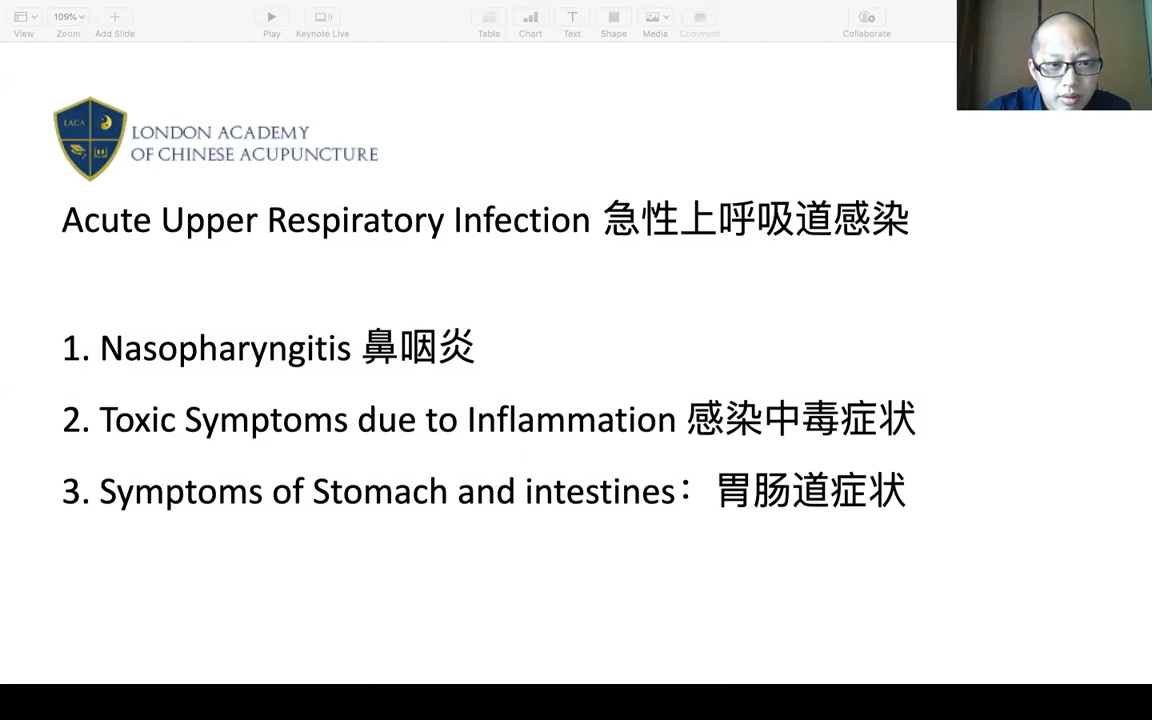 109%
View Zoom Add Slide Play Keynote Live Table Chart Text Shape Media Comment Collaborate
LACA
LONDON ACADEMY
OF CHINESE ACUPUNCTURE
Acute Upper Respiratory Infection 急性上呼吸道感染
1. Nasopharyngitis 鼻咽炎
2. Toxic Symptoms due to Inflammation 感染中毒症状
3. Symptoms of Stomach and intestines： 胃肠道症状